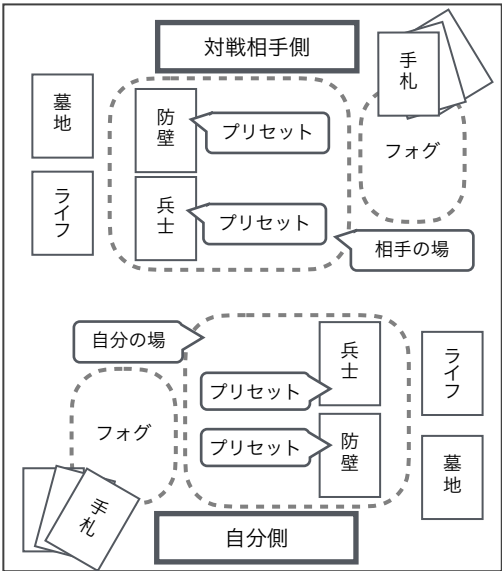 対戦相手側
手札
墓地
防壁
プリセット
フォグ
ライフ
兵士
プリセット
相手の場
自分の場
兵士
ライフ
プリセット
フォグ
プリセット
防壁
墓地
手札
自分側